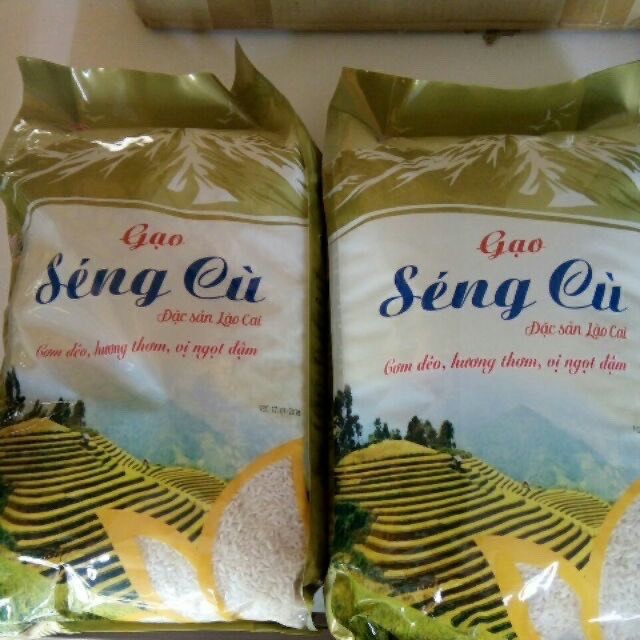 Gạo
Séng Cù
Đặc sản Lào Cai
Cơm dẻo, hương thơm, vị ngọt đậm
Gạo
Séng Cù
Đặc sản Lào Cai
Cơm dẻo, hương thơm, vị ngọt đậm